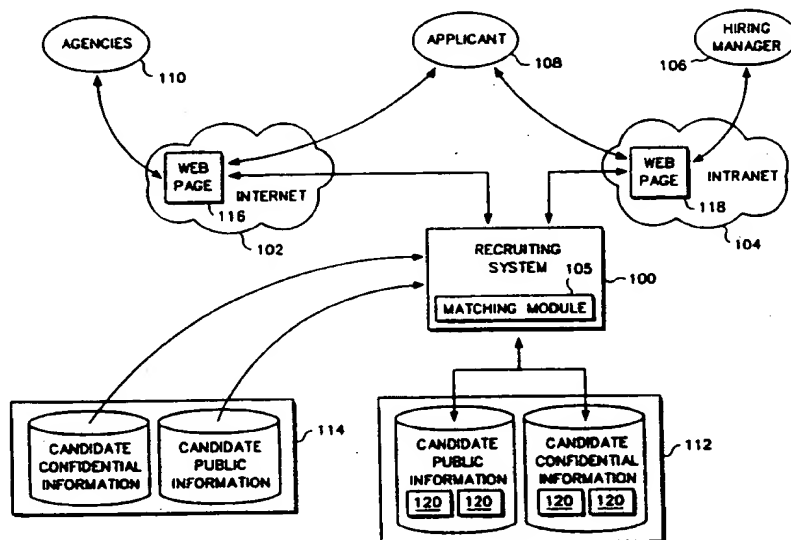 AGENCIES
110
APPLICANT
108
106
HIRING
MANAGER
WEB
PAGE
116
INTERNET
102
WEB
PAGE
118
INTRANET
104
RECRUITING
SYSTEM
105
100
MATCHING MODULE
CANDIDATE
CONFIDENTIAL
INFORMATION
CANDIDATE
PUBLIC
INFORMATION
114
CANDIDATE
PUBLIC
INFORMATION
120 120
CANDIDATE
CONFIDENTIAL
INFORMATION
120 120
112